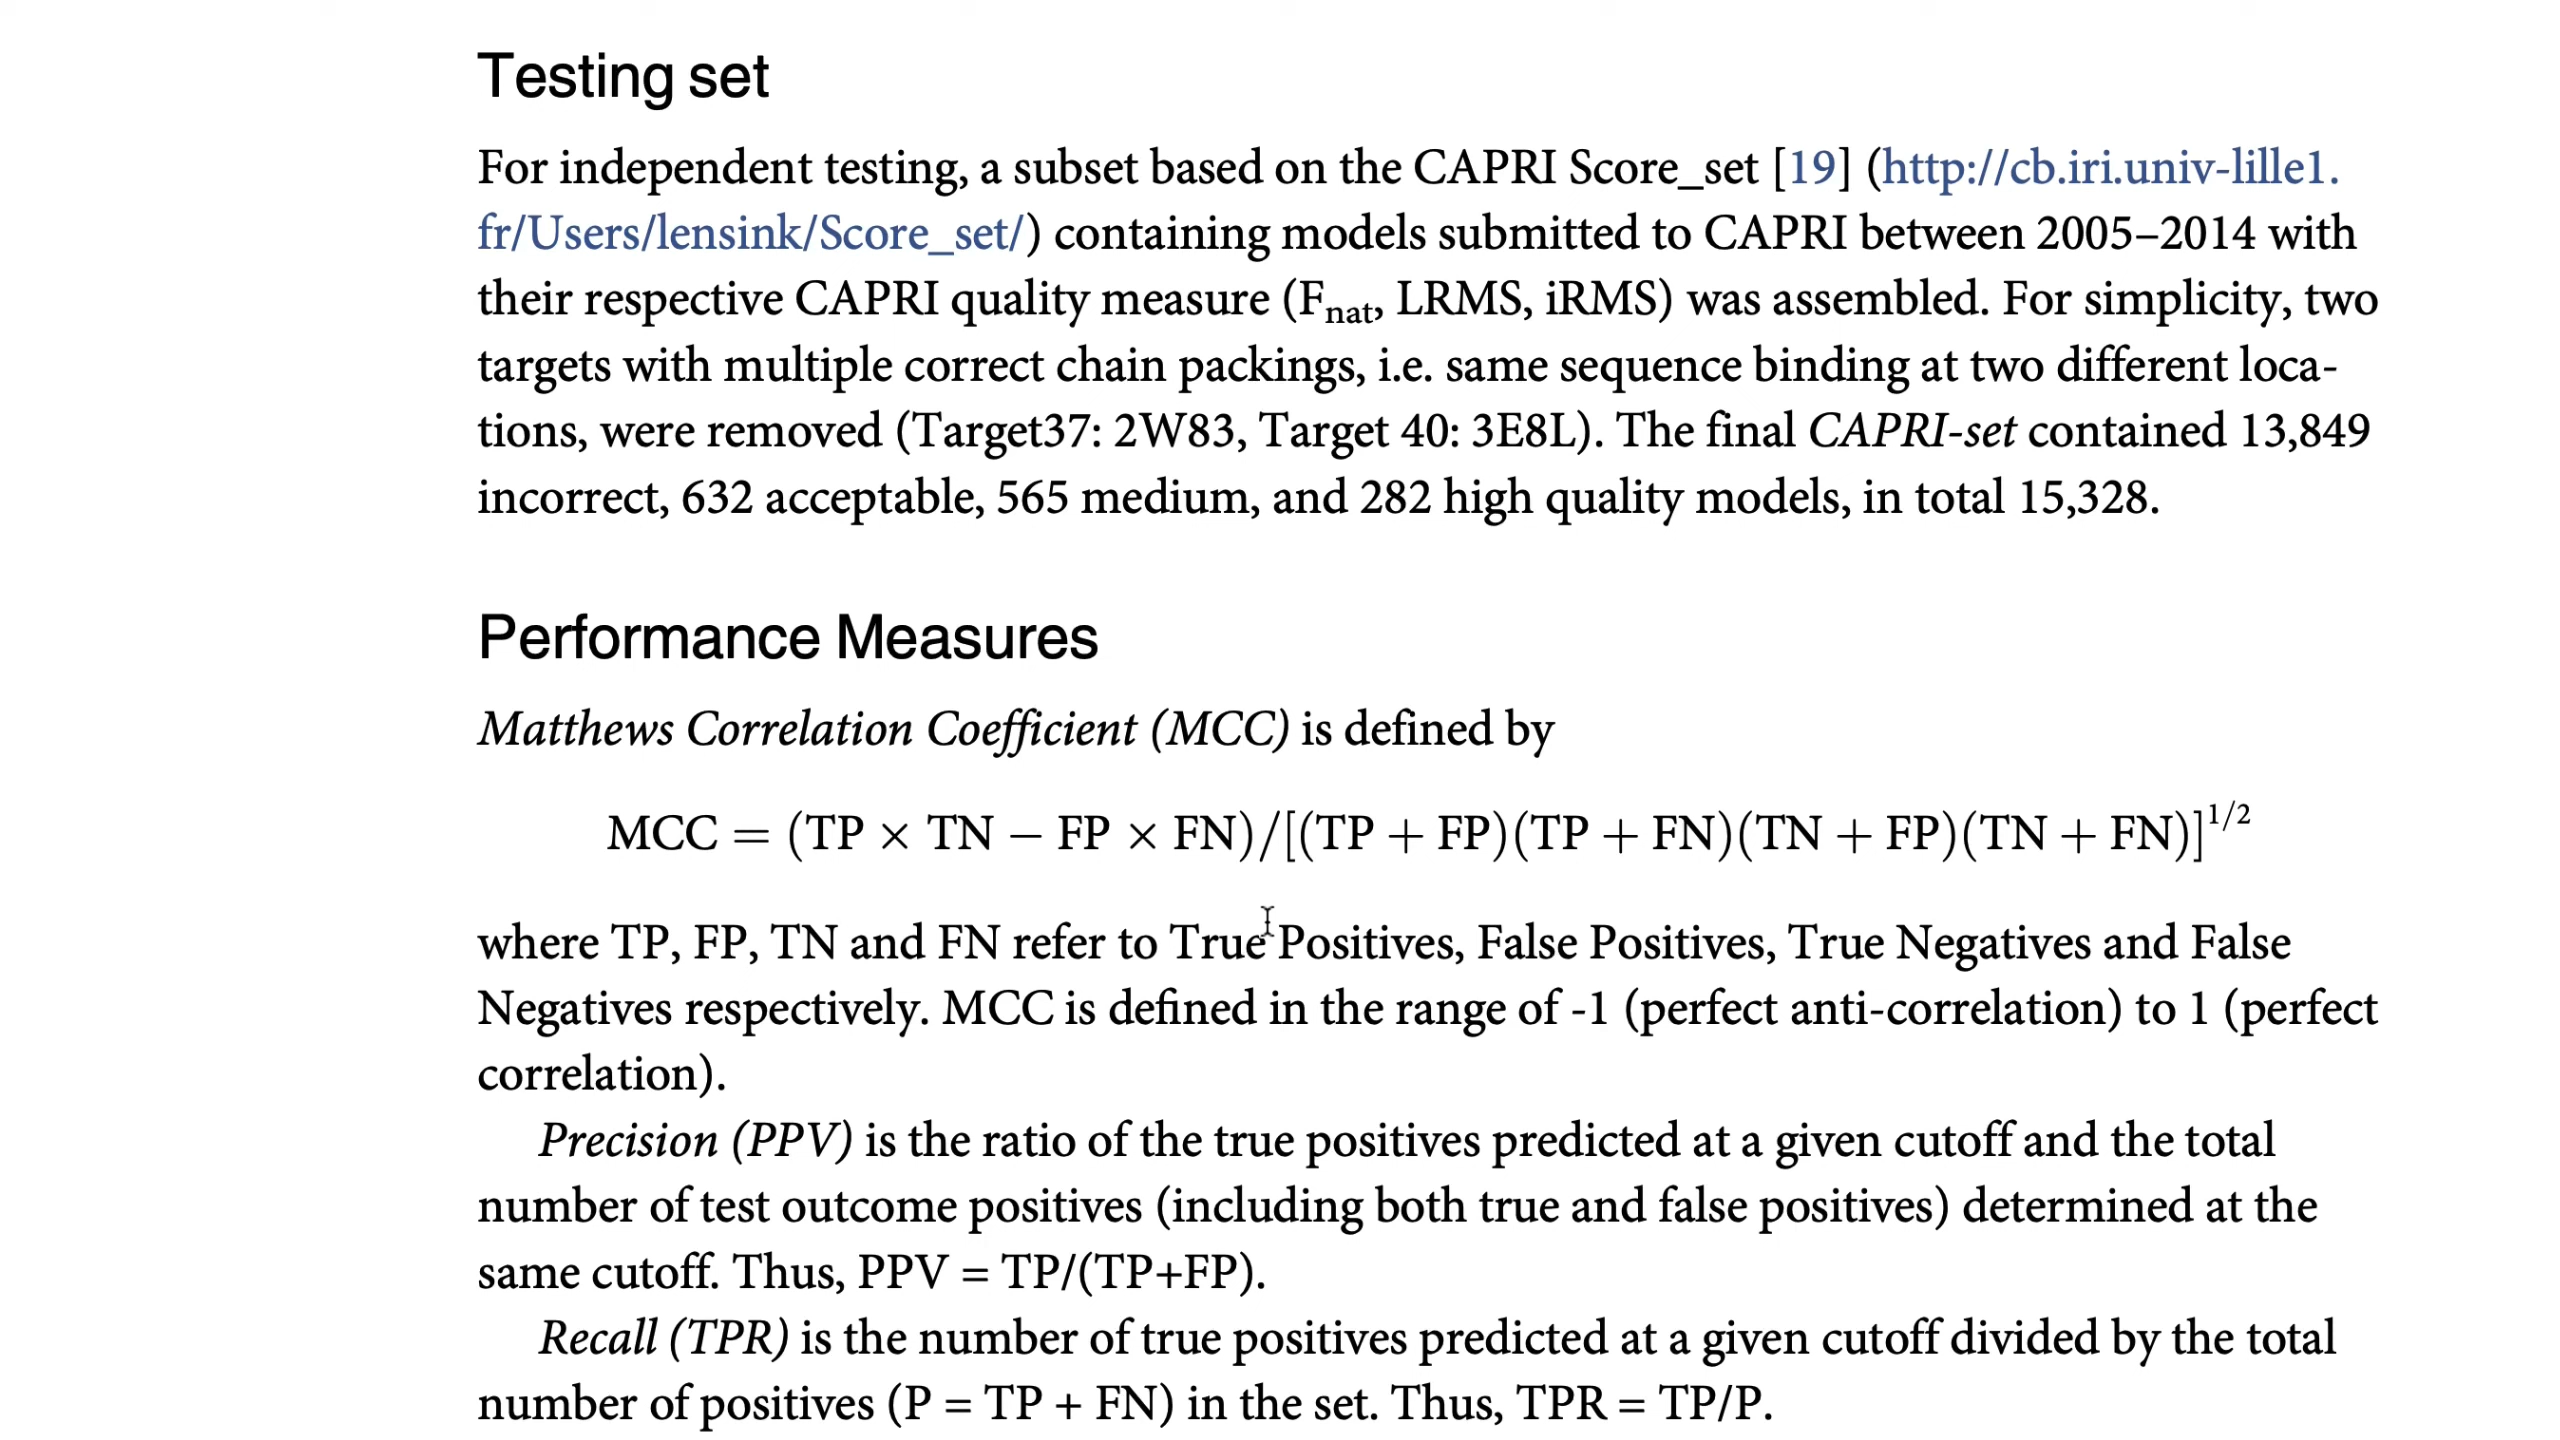 Testing set
For independent testing, a subset based on the CAPRI Score_set [19] (http://cb.iri.univ-lille1.
fr/Users/lensink/Score_set/) containing models submitted to CAPRI between 2005–2014 with
their respective CAPRI quality measure (Fnat, LRMS, iRMS) was assembled. For simplicity, two
targets with multiple correct chain packings, i.e. same sequence binding at two different loca-
tions, were removed (Target37: 2W83, Target 40: 3E8L). The final CAPRI-set contained 13,849
incorrect, 632 acceptable, 565 medium, and 282 high quality models, in total 15,328.
Performance Measures
Matthews Correlation Coefficient (MCC) is defined by
MCC = (TP × TN − FP × FN)/[(TP + FP)(TP + FN)(TN + FP)(TN + FN)]^1/2
where TP, FP, TN and FN refer to True Positives, False Positives, True Negatives and False
Negatives respectively. MCC is defined in the range of -1 (perfect anti-correlation) to 1 (perfect
correlation).
Precision (PPV) is the ratio of the true positives predicted at a given cutoff and the total
number of test outcome positives (including both true and false positives) determined at the
same cutoff. Thus, PPV = TP/(TP+FP).
Recall (TPR) is the number of true positives predicted at a given cutoff divided by the total
number of positives (P = TP + FN) in the set. Thus, TPR = TP/P.